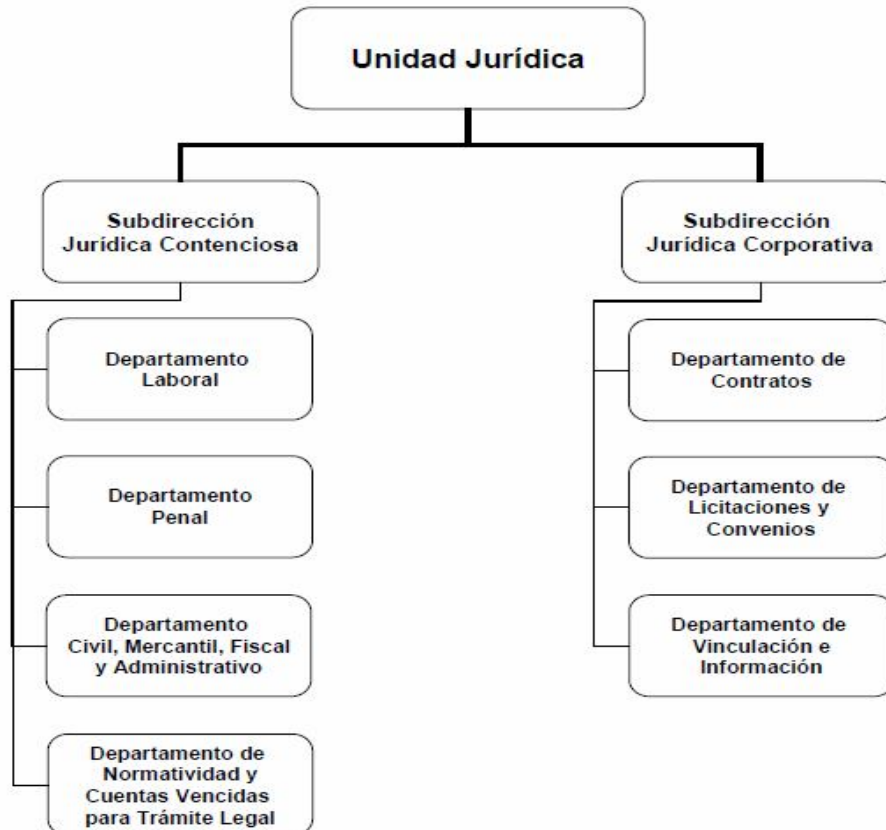 Unidad Jurídica
Subdirección
Jurídica Contenciosa
Departamento
Laboral
Departamento
Penal
Departamento
Civil, Mercantil, Fiscal
y Administrativo
Departamento de
Normatividad y
Cuentas Vencidas
para Trámite Legal
Subdirección
Jurídica Corporativa
Departamento de
Contratos
Departamento de
Licitaciones y
Convenios
Departamento de
Vinculación e
Información